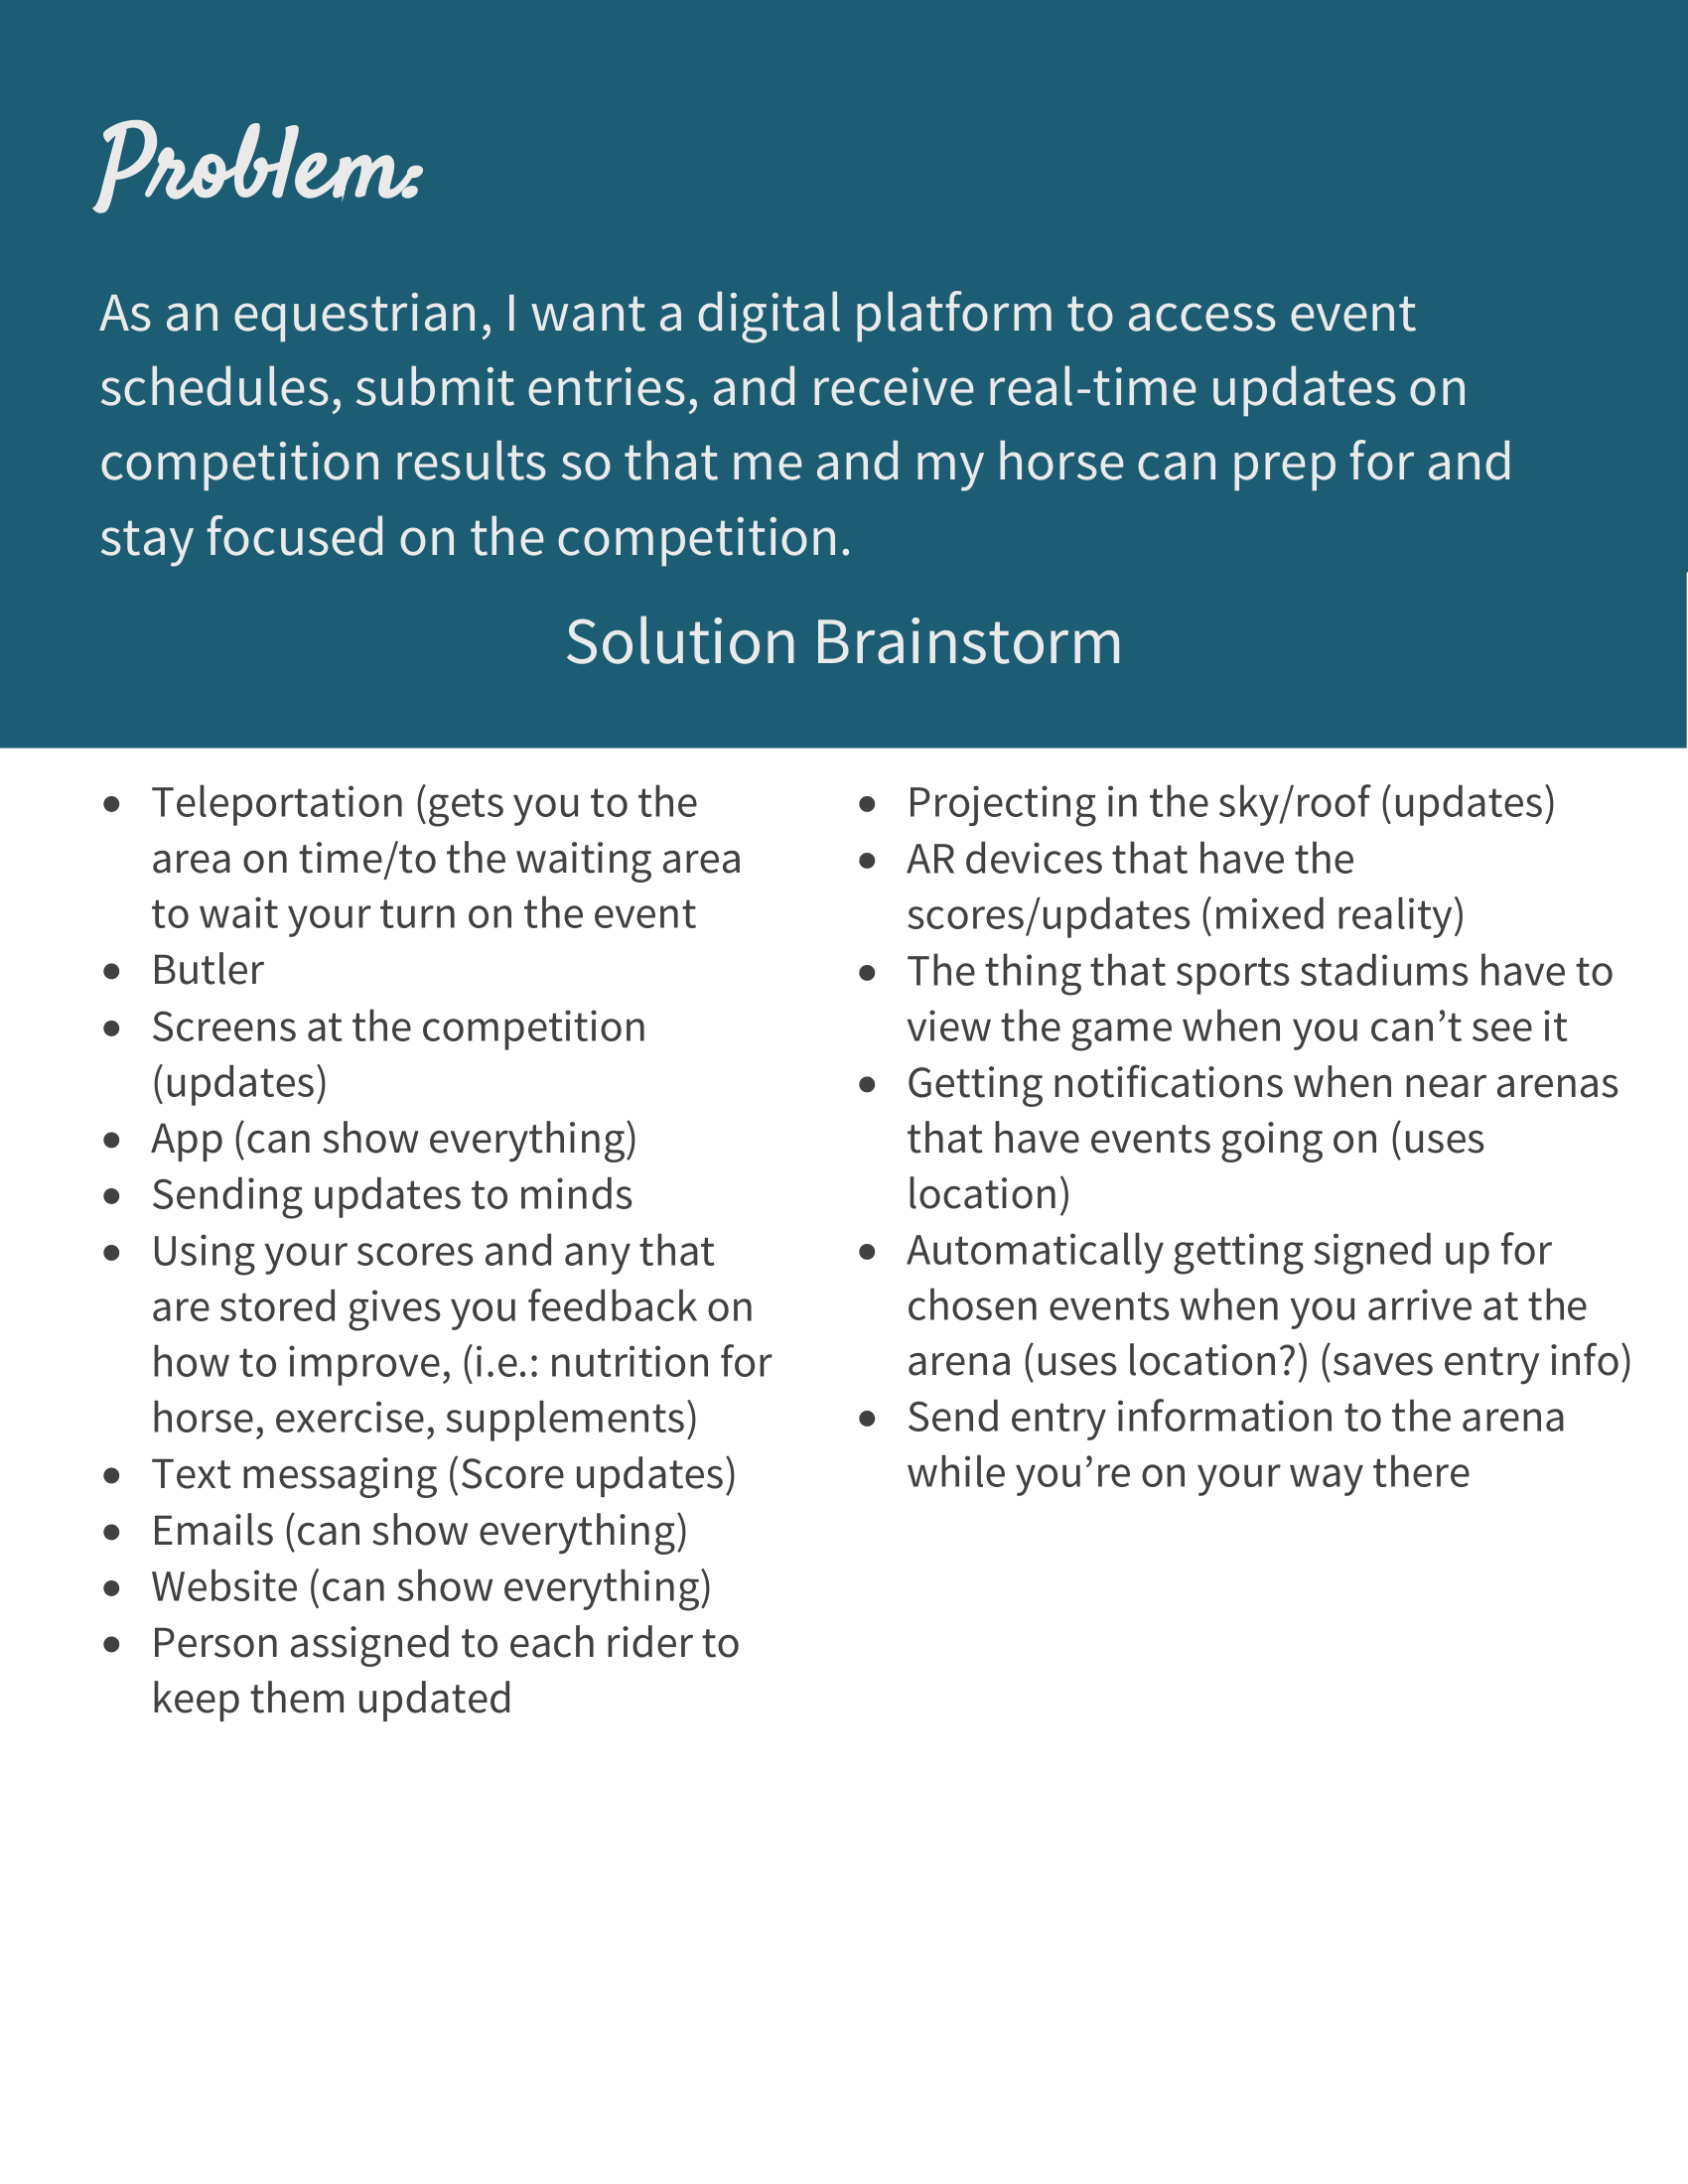 Problem:
As an equestrian, I want a digital platform to access event
schedules, submit entries, and receive real-time updates on
competition results so that me and my horse can prep for and
stay focused on the competition.
Solution Brainstorm
• Teleportation (gets you to the
area on time/to the waiting area
to wait your turn on the event
• Butler
• Screens at the competition
(updates)
• App (can show everything)
• Sending updates to minds
• Using your scores and any that
are stored gives you feedback on
how to improve, (i.e.: nutrition for
horse, exercise, supplements)
• Text messaging (Score updates)
• Emails (can show everything)
• Website (can show everything)
• Person assigned to each rider to
keep them updated
• Projecting in the sky/roof (updates)
• AR devices that have the
scores/updates (mixed reality)
• The thing that sports stadiums have to
view the game when you can’t see it
• Getting notifications when near arenas
that have events going on (uses
location)
• Automatically getting signed up for
chosen events when you arrive at the
arena (uses location?) (saves entry info)
• Send entry information to the arena
while you’re on your way there